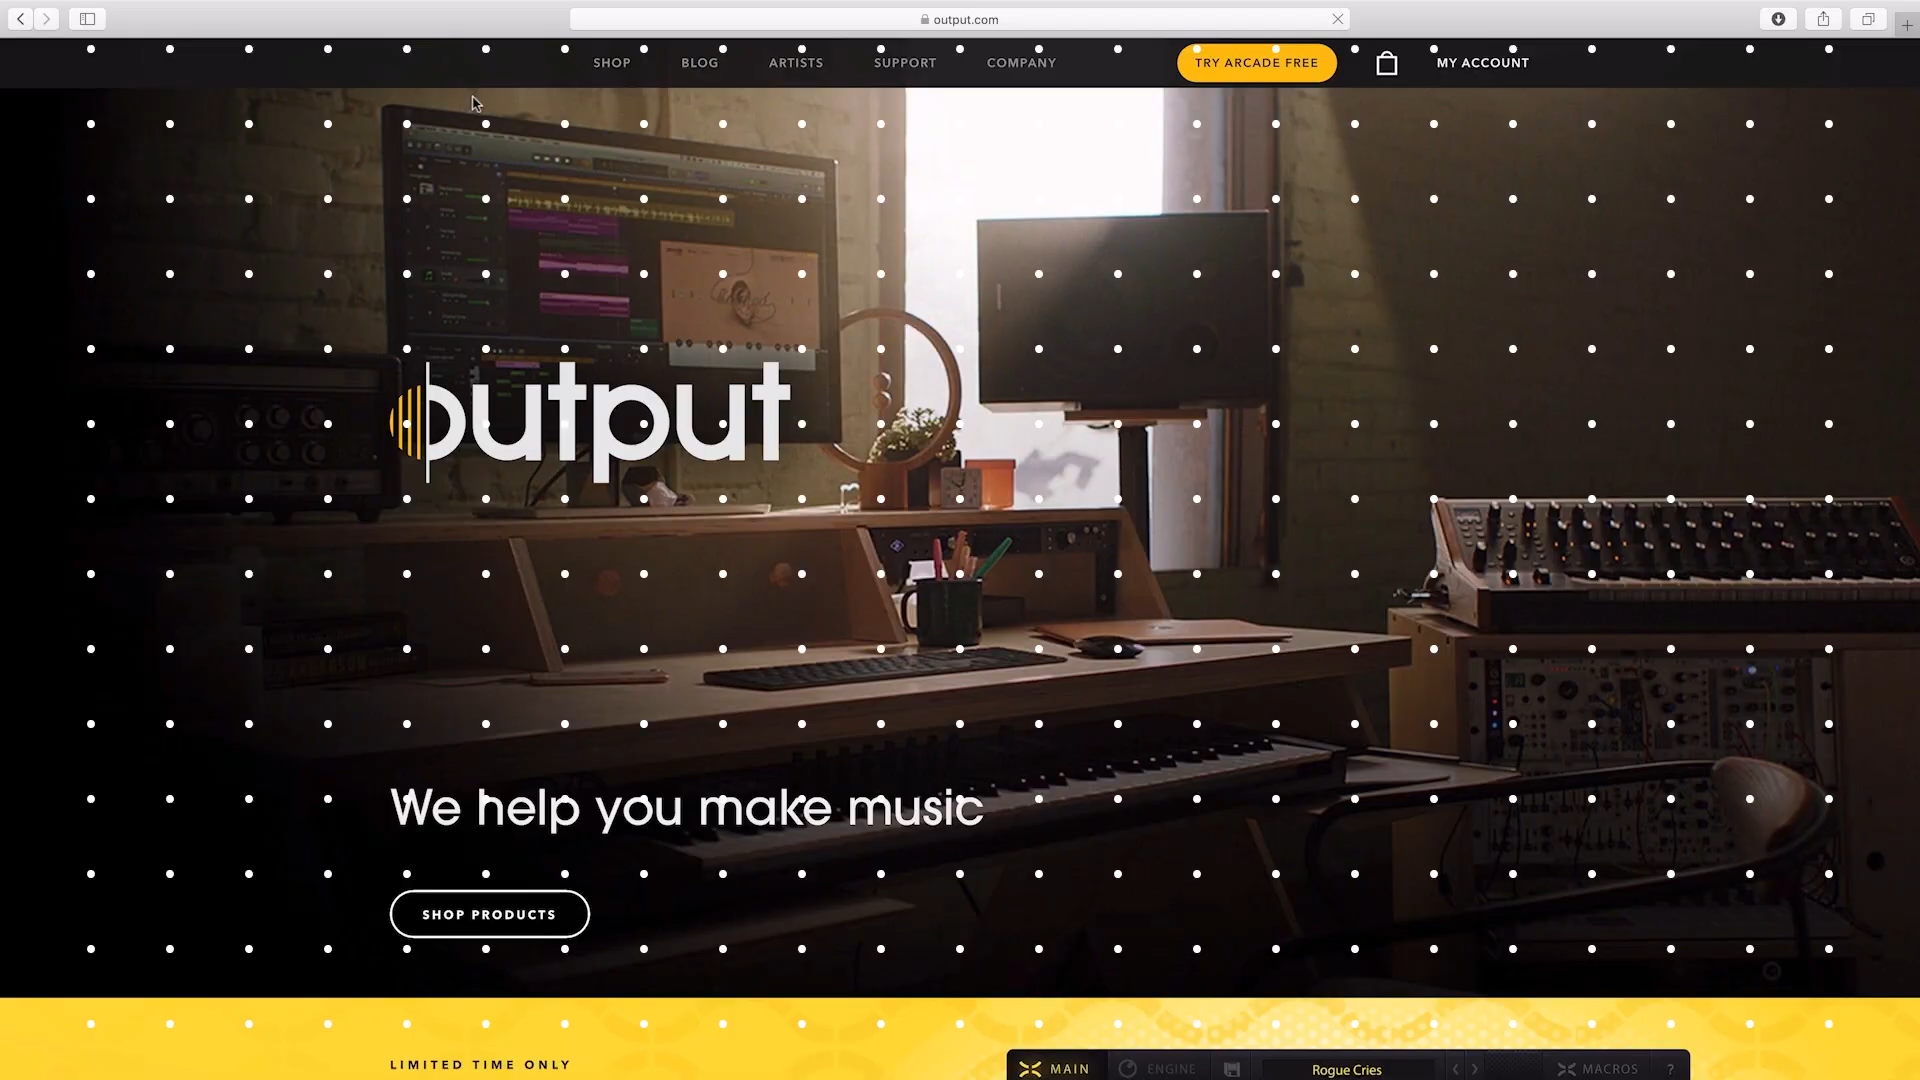 output.com
SHOP BLOG ARTISTS SUPPORT COMPANY TRY ARCADE FREE MY ACCOUNT
output
We help you make music
SHOP PRODUCTS
LIMITED TIME ONLY
MAIN ENGINE Rogue Cries MACROS ?